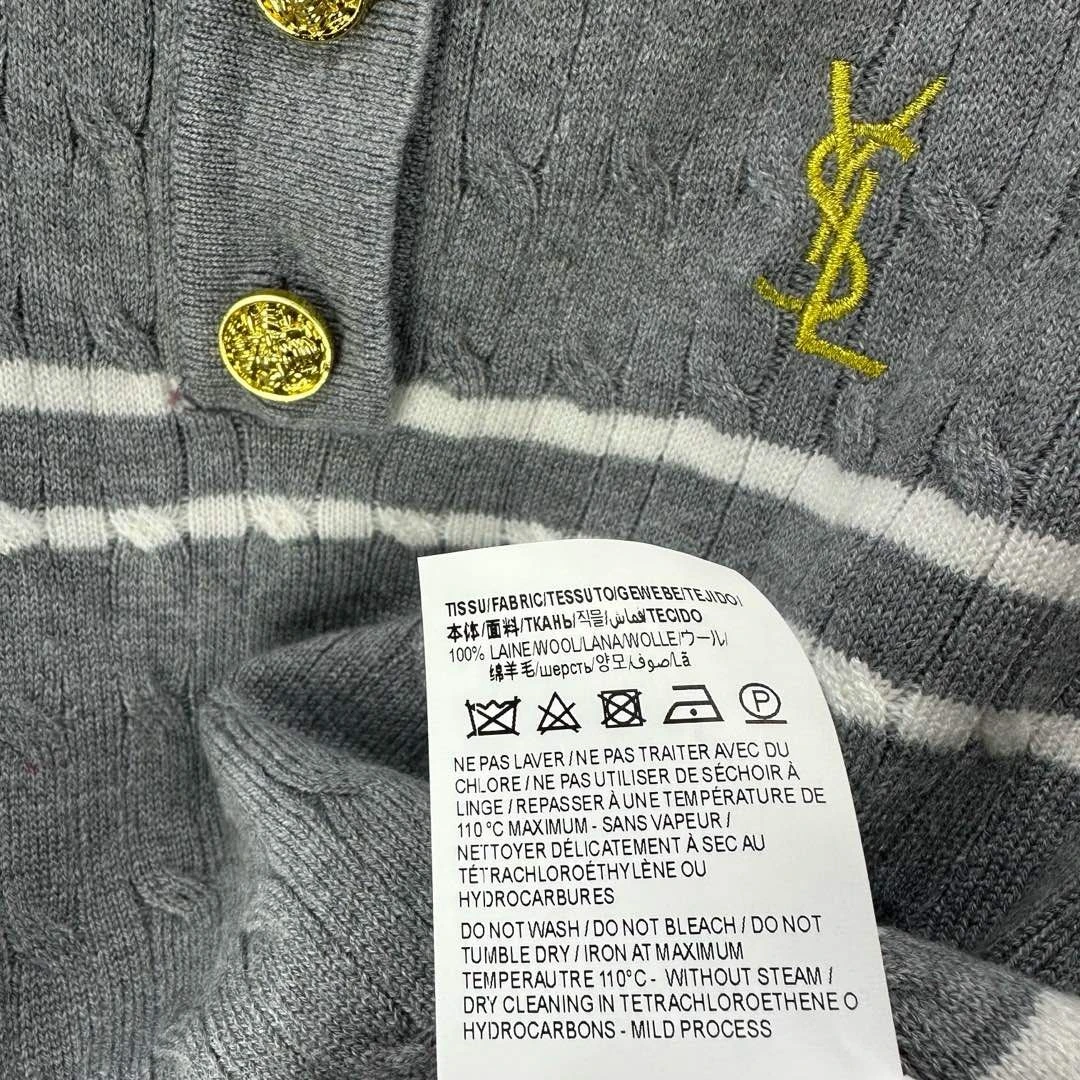 YSL
TISSU/FABRIC/TESSUTO/GEWEBE/TEJIDO/
本体/面料/ТКАНЬ/직물/قماش/TECIDO
100% LAINE/WOOL/LANA/WOLLE/ウール/
绵羊毛/шерсть/양모/صوف/Lã
P
NE PAS LAVER / NE PAS TRAITER AVEC DU
CHLORE / NE PAS UTILISER DE SÉCHOIR À
LINGE / REPASSER À UNE TEMPÉRATURE DE
110 °C MAXIMUM - SANS VAPEUR /
NETTOYER DÉLICATEMENT À SEC AU
TÉTRACHLOROÉTHYLÈNE OU
HYDROCARBURES
DO NOT WASH / DO NOT BLEACH / DO NOT
TUMBLE DRY / IRON AT MAXIMUM
TEMPERAUTRE 110°C - WITHOUT STEAM /
DRY CLEANING IN TETRACHLOROETHENE O
HYDROCARBONS - MILD PROCESS